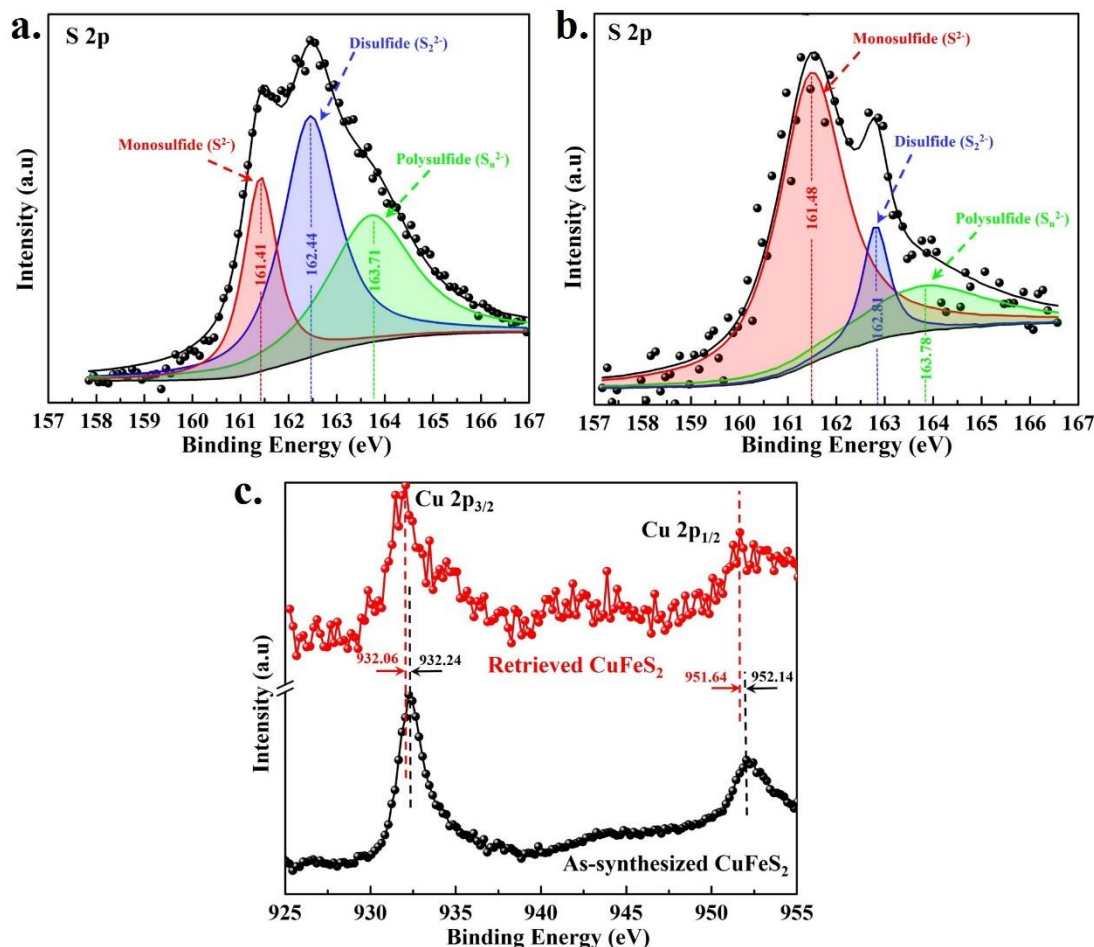 a.
S 2p
Disulfide (S₂²⁻)
Monosulfide (S²⁻)
Polysulfide (Sₙ²⁻)
161.41
162.44
163.71
Intensity (a.u)
158 159 160 161 162 163 164 165 166 167
Binding Energy (eV)
b.
S 2p
Monosulfide (S²⁻)
Disulfide (S₂²⁻)
Polysulfide (Sₙ²⁻)
161.48
162.81
163.78
Intensity (a.u)
157 158 159 160 161 162 163 164 165 166 167
Binding Energy (eV)
c.
Cu 2p₃/₂
Cu 2p₁/₂
932.06 932.24
Retrieved CuFeS₂
951.64 952.14
As-synthesized CuFeS₂
Intensity (a.u)
925 930 935 940 945 950 955
Binding Energy (eV)